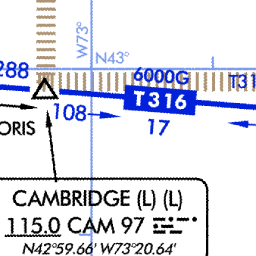 W73°
N43°
288
6000G
T31
T316
ORIS
108
17
CAMBRIDGE (L) (L)
115.0 CAM 97
N42°59.66' W73°20.64'